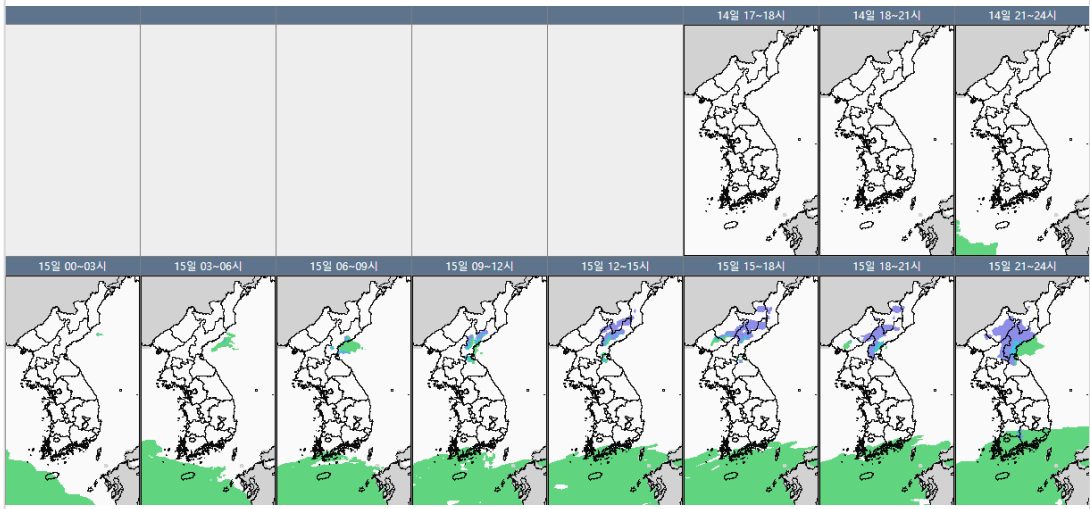 14일 17~18시
14일 18~21시
14일 21~24시
15일 00~03시
15일 03~06시
15일 06~09시
15일 09~12시
15일 12~15시
15일 15~18시
15일 18~21시
15일 21~24시